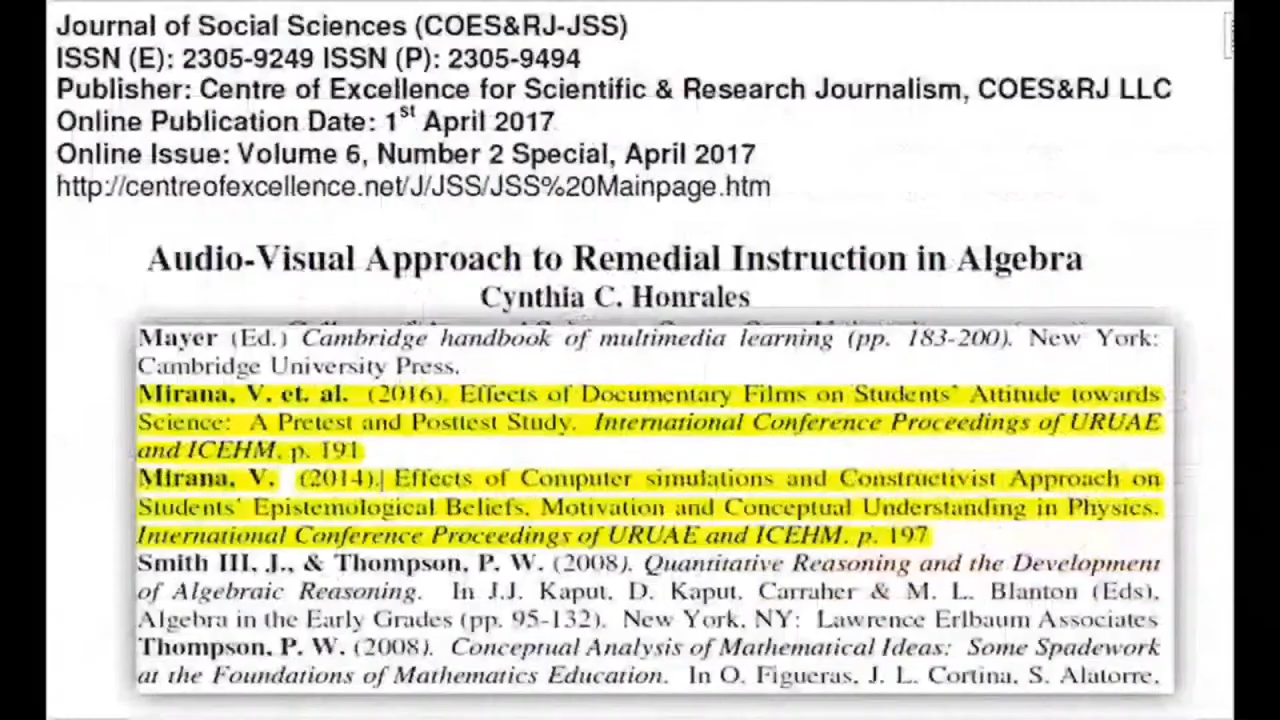 Journal of Social Sciences (COES&RJ-JSS)
ISSN (E): 2305-9249 ISSN (P): 2305-9494
Publisher: Centre of Excellence for Scientific & Research Journalism, COES&RJ LLC
Online Publication Date: 1st April 2017
Online Issue: Volume 6, Number 2 Special, April 2017
http://centreofexcellence.net/J/JSS/JSS%20Mainpage.htm
Audio-Visual Approach to Remedial Instruction in Algebra
Cynthia C. Honrales
Mayer (Ed.) Cambridge handbook of multimedia learning (pp. 183-200). New York:
Cambridge University Press.
Mirana, V. et. al. (2016). Effects of Documentary Films on Students' Attitude towards
Science: A Pretest and Posttest Study. International Conference Proceedings of URUAE
and ICEHM, p. 191
Mirana, V. (2014). Effects of Computer simulations and Constructivist Approach on
Students' Epistemological Beliefs, Motivation and Conceptual Understanding in Physics.
International Conference Proceedings of URUAE and ICEHM, p. 197
Smith III, J., & Thompson, P. W. (2008). Quantitative Reasoning and the Development
of Algebraic Reasoning. In J.J. Kaput, D. Kaput, Carraher & M. L. Blanton (Eds),
Algebra in the Early Grades (pp. 95-132). New York, NY: Lawrence Erlbaum Associates
Thompson, P. W. (2008). Conceptual Analysis of Mathematical Ideas: Some Spadework
at the Foundations of Mathematics Education. In O. Figueras, J. L. Cortina, S. Alatorre,